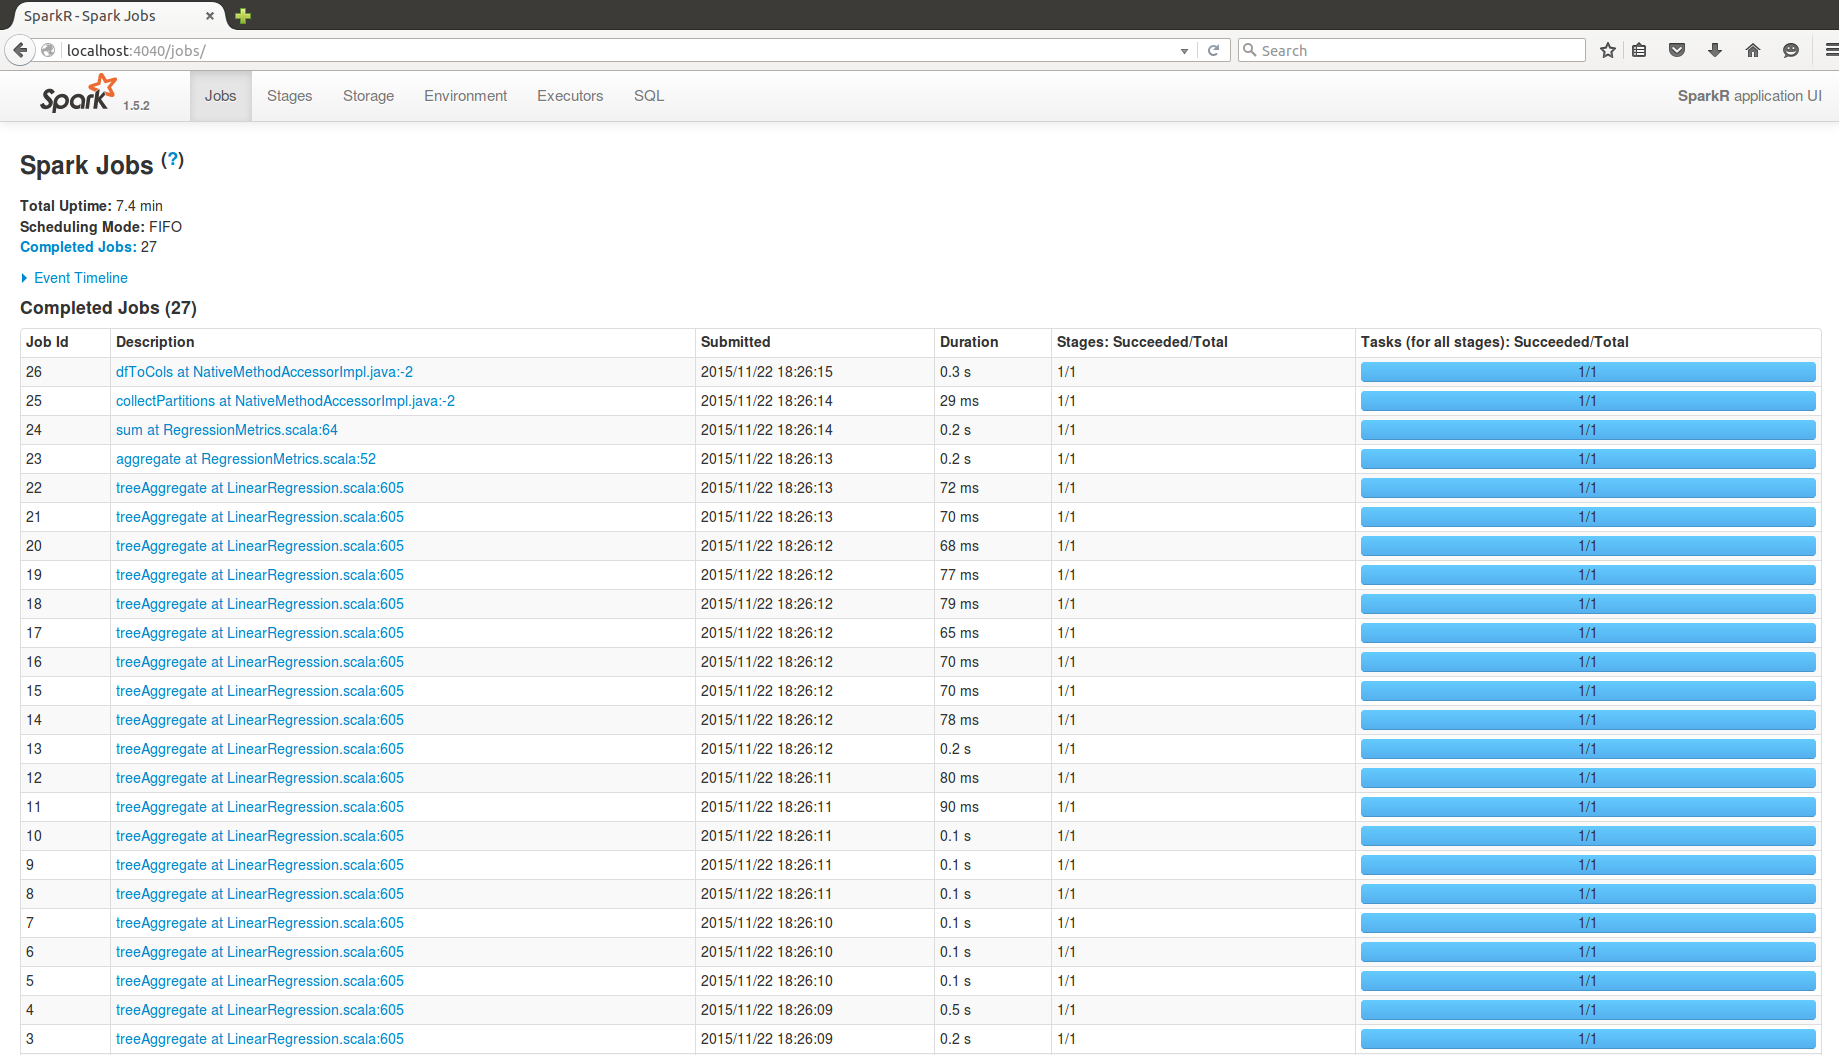 SparkR - Spark Jobs
localhost:4040/jobs/
Search
Spark 1.5.2
Jobs Stages Storage Environment Executors SQL
SparkR application UI
Spark Jobs (?)
Total Uptime: 7.4 min
Scheduling Mode: FIFO
Completed Jobs: 27
Event Timeline
Completed Jobs (27)
Job Id Description Submitted Duration Stages: Succeeded/Total Tasks (for all stages): Succeeded/Total
26 dfToCols at NativeMethodAccessorImpl.java:-2 2015/11/22 18:26:15 0.3 s 1/1 1/1
25 collectPartitions at NativeMethodAccessorImpl.java:-2 2015/11/22 18:26:14 29 ms 1/1 1/1
24 sum at RegressionMetrics.scala:64 2015/11/22 18:26:14 0.2 s 1/1 1/1
23 aggregate at RegressionMetrics.scala:52 2015/11/22 18:26:13 0.2 s 1/1 1/1
22 treeAggregate at LinearRegression.scala:605 2015/11/22 18:26:13 72 ms 1/1 1/1
21 treeAggregate at LinearRegression.scala:605 2015/11/22 18:26:13 70 ms 1/1 1/1
20 treeAggregate at LinearRegression.scala:605 2015/11/22 18:26:12 68 ms 1/1 1/1
19 treeAggregate at LinearRegression.scala:605 2015/11/22 18:26:12 77 ms 1/1 1/1
18 treeAggregate at LinearRegression.scala:605 2015/11/22 18:26:12 79 ms 1/1 1/1
17 treeAggregate at LinearRegression.scala:605 2015/11/22 18:26:12 65 ms 1/1 1/1
16 treeAggregate at LinearRegression.scala:605 2015/11/22 18:26:12 70 ms 1/1 1/1
15 treeAggregate at LinearRegression.scala:605 2015/11/22 18:26:12 70 ms 1/1 1/1
14 treeAggregate at LinearRegression.scala:605 2015/11/22 18:26:12 78 ms 1/1 1/1
13 treeAggregate at LinearRegression.scala:605 2015/11/22 18:26:12 0.2 s 1/1 1/1
12 treeAggregate at LinearRegression.scala:605 2015/11/22 18:26:11 80 ms 1/1 1/1
11 treeAggregate at LinearRegression.scala:605 2015/11/22 18:26:11 90 ms 1/1 1/1
10 treeAggregate at LinearRegression.scala:605 2015/11/22 18:26:11 0.1 s 1/1 1/1
9 treeAggregate at LinearRegression.scala:605 2015/11/22 18:26:11 0.1 s 1/1 1/1
8 treeAggregate at LinearRegression.scala:605 2015/11/22 18:26:11 0.1 s 1/1 1/1
7 treeAggregate at LinearRegression.scala:605 2015/11/22 18:26:10 0.1 s 1/1 1/1
6 treeAggregate at LinearRegression.scala:605 2015/11/22 18:26:10 0.1 s 1/1 1/1
5 treeAggregate at LinearRegression.scala:605 2015/11/22 18:26:10 0.1 s 1/1 1/1
4 treeAggregate at LinearRegression.scala:605 2015/11/22 18:26:09 0.5 s 1/1 1/1
3 treeAggregate at LinearRegression.scala:605 2015/11/22 18:26:09 0.2 s 1/1 1/1